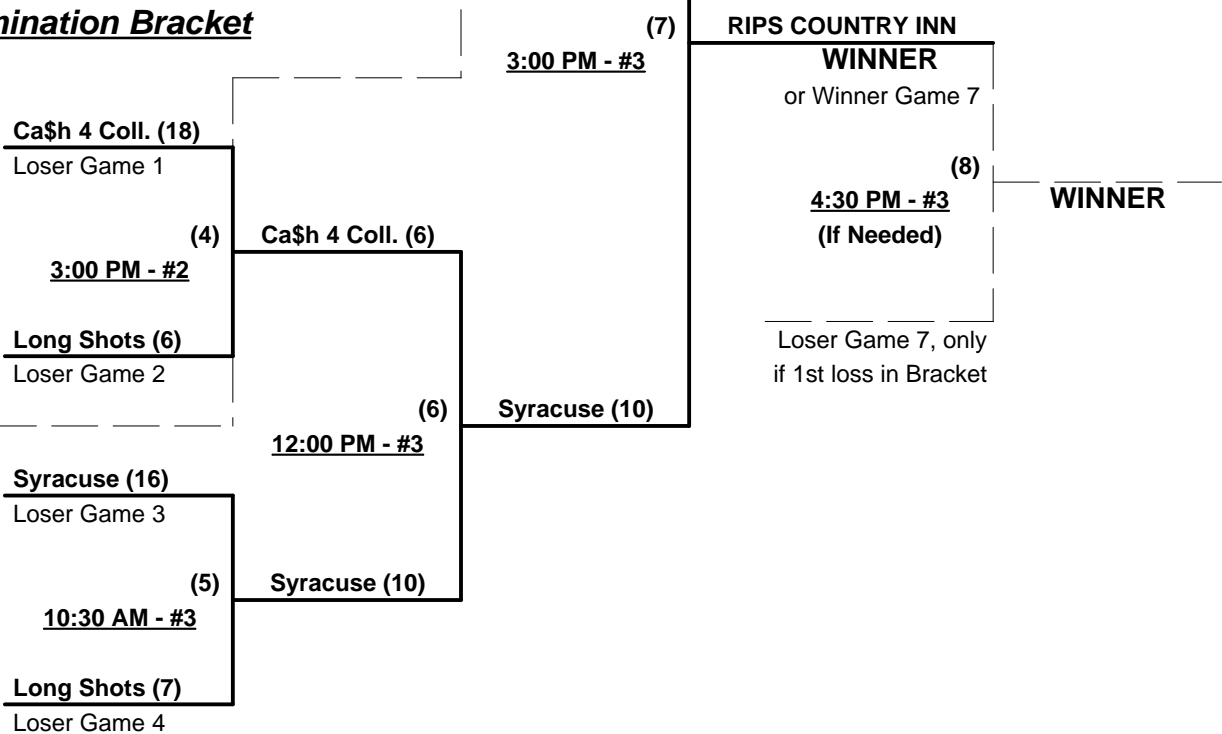 mination Bracket
(7)
3:00 PM - #3
RIPS COUNTRY INN
WINNER
or Winner Game 7
Ca$h 4 Coll. (18)
Loser Game 1
(8)
4:30 PM - #3
(If Needed)
WINNER
(4)
3:00 PM - #2
Ca$h 4 Coll. (6)
Long Shots (6)
Loser Game 2
Loser Game 7, only
if 1st loss in Bracket
(6)
12:00 PM - #3
Syracuse (10)
Syracuse (16)
Loser Game 3
(5)
10:30 AM - #3
Syracuse (10)
Long Shots (7)
Loser Game 4